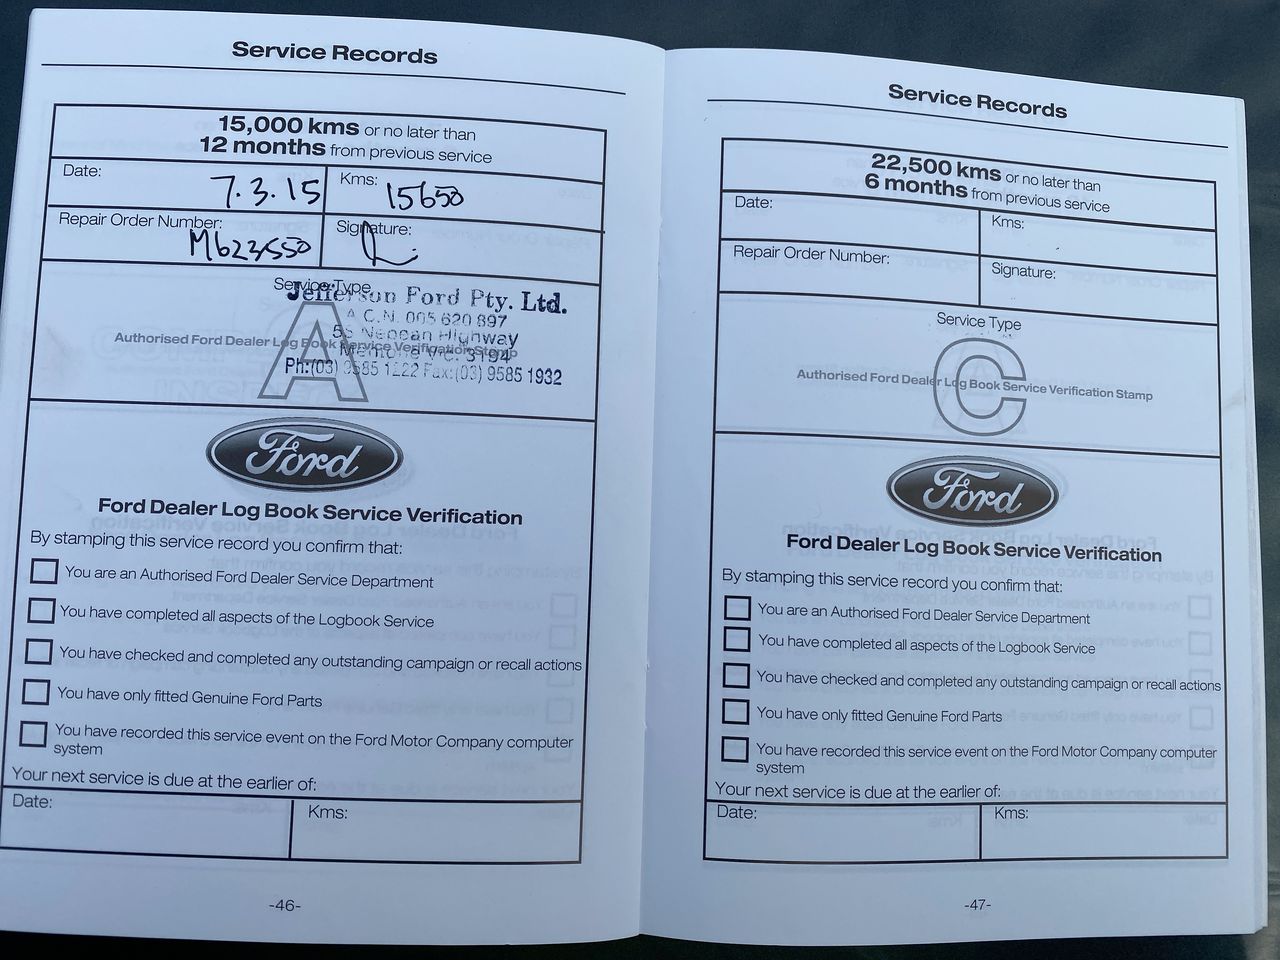 Service Records
15,000 kms or no later than
12 months from previous service
Date: 7.3.15 Kms: 15650
Repair Order Number: M623550 Signature:
Service Type
Jefferson Ford Pty. Ltd.
A.C.N. 005 620 897
Nepean Highway
A
Authorised Ford Dealer Log Book Service Verification Stamp
Mentone Vic. 3194
Ph:(03) 9585 1222 Fax:(03) 9585 1932
Ford
Ford Dealer Log Book Service Verification
By stamping this service record you confirm that:
You are an Authorised Ford Dealer Service Department
You have completed all aspects of the Logbook Service
You have checked and completed any outstanding campaign or recall actions
You have only fitted Genuine Ford Parts
You have recorded this service event on the Ford Motor Company computer
system
Your next service is due at the earlier of:
Date: Kms:
-46-
Service Records
22,500 kms or no later than
6 months from previous service
Date: Kms:
Repair Order Number: Signature:
Service Type
C
Authorised Ford Dealer Log Book Service Verification Stamp
Ford
Ford Dealer Log Book Service Verification
By stamping this service record you confirm that:
You are an Authorised Ford Dealer Service Department
You have completed all aspects of the Logbook Service
You have checked and completed any outstanding campaign or recall actions
You have only fitted Genuine Ford Parts
You have recorded this service event on the Ford Motor Company computer
system
Your next service is due at the earlier of:
Date: Kms:
-47-